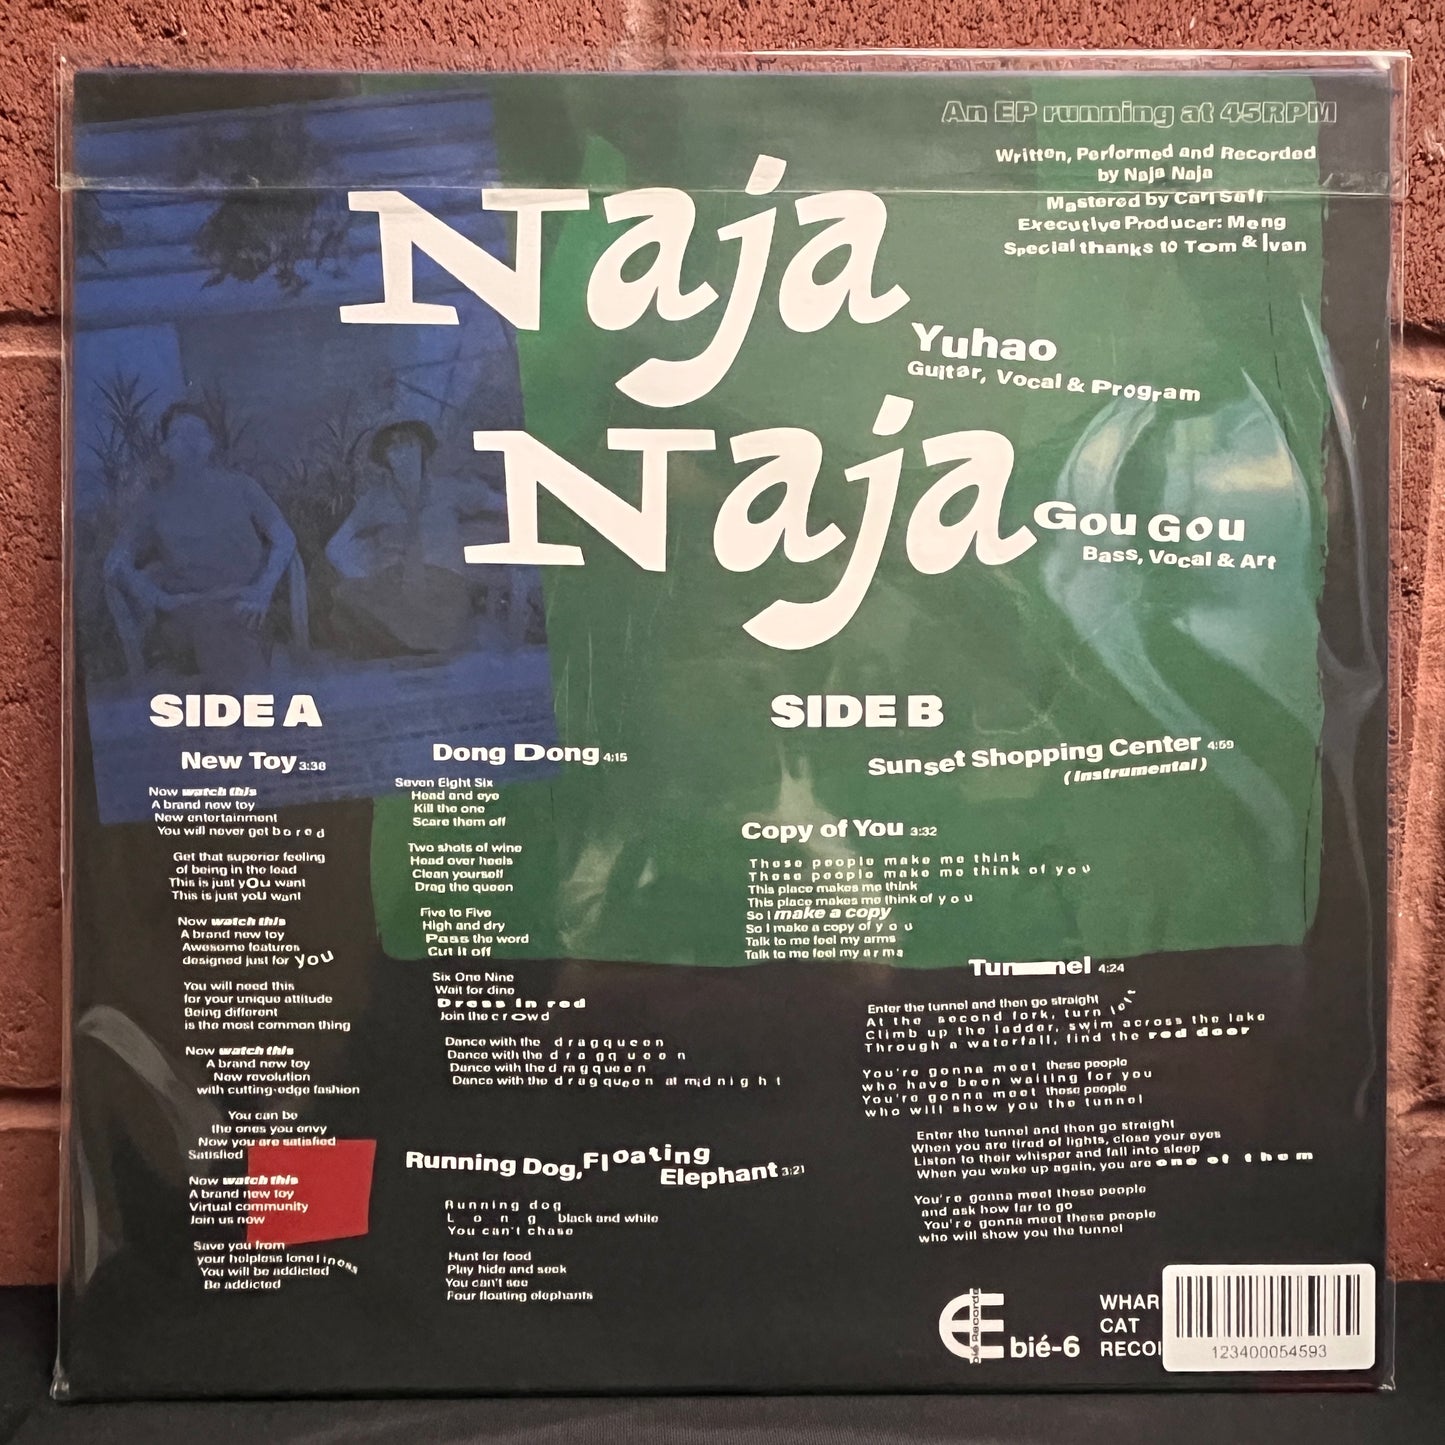 An EP running at 45RPM
Written, Performed and Recorded
by Naja Naja
Mastered by Carl Saff
Executive Producer: Meng
Special thanks to Tom & Ivan
Naja
Yuhao
Guitar, Vocal & Program
Naja
Gou Gou
Bass, Vocal & Art
SIDE A
New Toy 3:38
Now watch this
A brand new toy
New entertainment
You will never get bored
Get that superior feeling
of being in the lead
This is just yOu want
This is just yoU want
Now watch this
A brand new toy
Awesome features
designed just for you
You will need this
for your unique attitude
Being different
is the most common thing
Now watch this
A brand new toy
New revolution
with cutting-edge fashion
You can be
the ones you envy
Now you are satisfied
Satisfied
Now watch this
A brand new toy
Virtual community
Join us now
Save you from
your helpless loneliness
You will be addicted
Be addicted
Dong Dong 4:15
Seven Eight Six
Head and eye
Kill the one
Scare them off
Two shots of wine
Head over heels
Clean yourself
Drag the queen
Five to Five
High and dry
Pass the word
Cut it off
Six One Nine
Wait for dine
Dress in red
Join the crowd
Dance with the dragqueen
Dance with the dragqueen
Dance with the dragqueen
Dance with the dragqueen at midnight
Running Dog, Floating
Elephant 3:21
Running dog
Long black and white
You can't chase
Hunt for food
Play hide and seek
You can't see
Four floating elephants
SIDE B
Sunset Shopping Center 4:59
(Instrumental)
Copy of You 3:32
These people make me think
These people make me think of you
This place makes me think
This place makes me think of you
So I make a copy
So I make a copy of you
Talk to me feel my arms
Talk to me feel my arms
Tunnel 4:24
Enter the tunnel and then go straight
At the second fork, turn left
Climb up the ladder, swim across the lake
Through a waterfall, find the red door
You're gonna meet these people
who have been waiting for you
You're gonna meet these people
who will show you the tunnel
Enter the tunnel and then go straight
When you are tired of lights, close your eyes
Listen to their whisper and fall into sleep
When you wake up again, you are one of them
You're gonna meet these people
and ask how far to go
You're gonna meet these people
who will show you the tunnel
bié Records
bié-6
WHAR
CAT
RECO
123400054593